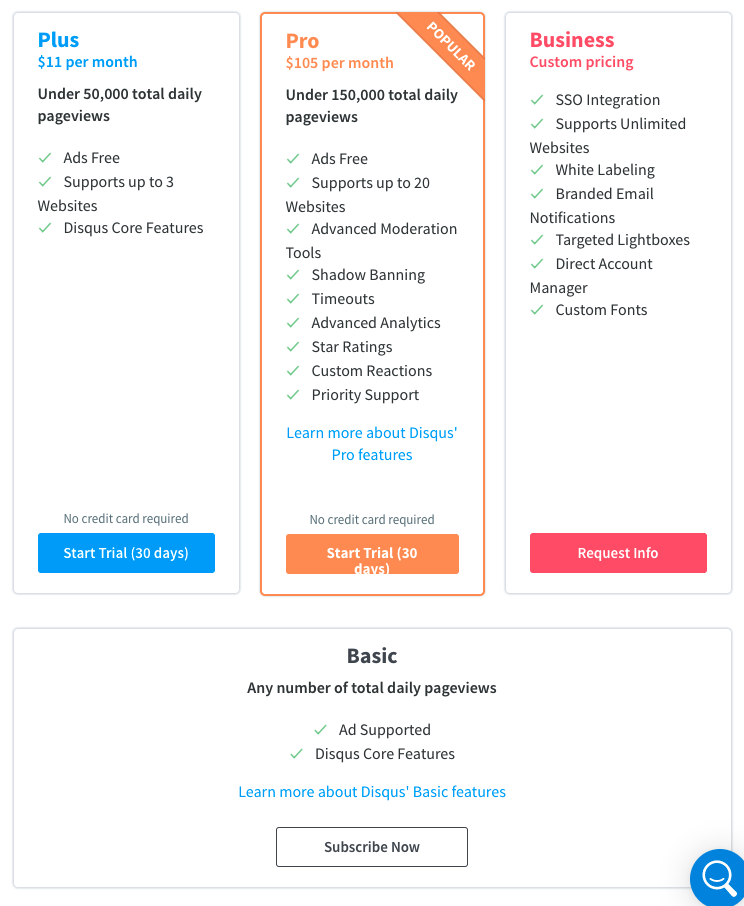 Plus
$11 per month
Under 50,000 total daily
pageviews
Ads Free
Supports up to 3
Websites
Disqus Core Features
No credit card required
Start Trial (30 days)
POPULAR
Pro
$105 per month
Under 150,000 total daily
pageviews
Ads Free
Supports up to 20
Websites
Advanced Moderation
Tools
Shadow Banning
Timeouts
Advanced Analytics
Star Ratings
Custom Reactions
Priority Support
Learn more about Disqus'
Pro features
No credit card required
Start Trial (30
days)
Business
Custom pricing
SSO Integration
Supports Unlimited
Websites
White Labeling
Branded Email
Notifications
Targeted Lightboxes
Direct Account
Manager
Custom Fonts
Request Info
Basic
Any number of total daily pageviews
Ad Supported
Disqus Core Features
Learn more about Disqus' Basic features
Subscribe Now